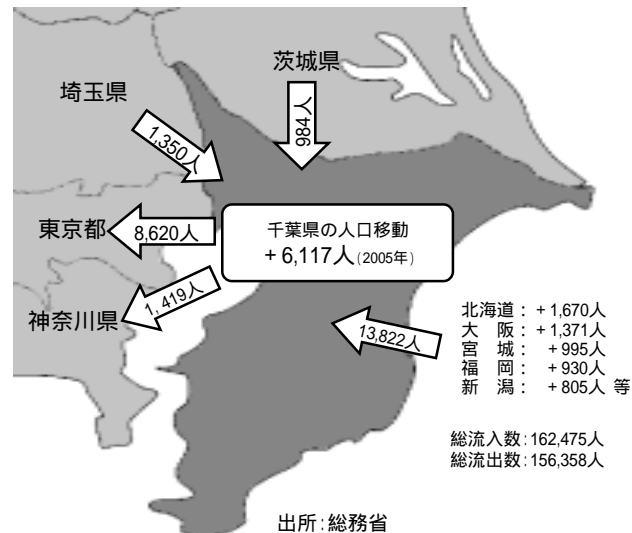 茨城県
埼玉県
984人
1,350人
東京都
8,620人
千葉県の人口移動
+6,117人(2005年)
1,419人
神奈川県
13,822人
北海道：+1,670人
大　阪：+1,371人
宮　城：+995人
福　岡：+930人
新　潟：+805人 等
総流入数：162,475人
総流出数：156,358人
出所：総務省